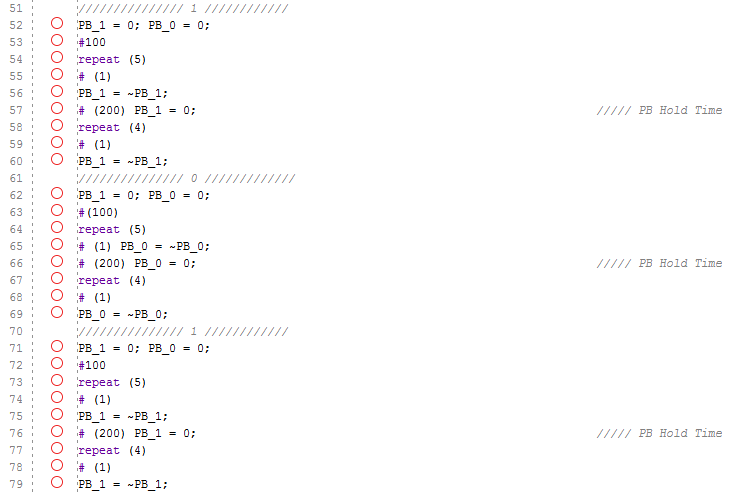 51 /////////////// 1 ////////////
52 PB_1 = 0; PB_0 = 0;
53 #100
54 repeat (5)
55 # (1)
56 PB_1 = ~PB_1;
57 # (200) PB_1 = 0; ///// PB Hold Time
58 repeat (4)
59 # (1)
60 PB_1 = ~PB_1;
61 /////////////// 0 /////////////
62 PB_1 = 0; PB_0 = 0;
63 #(100)
64 repeat (5)
65 # (1) PB_0 = ~PB_0;
66 # (200) PB_0 = 0; ///// PB Hold Time
67 repeat (4)
68 # (1)
69 PB_0 = ~PB_0;
70 /////////////// 1 ////////////
71 PB_1 = 0; PB_0 = 0;
72 #100
73 repeat (5)
74 # (1)
75 PB_1 = ~PB_1;
76 # (200) PB_1 = 0; ///// PB Hold Time
77 repeat (4)
78 # (1)
79 PB_1 = ~PB_1;